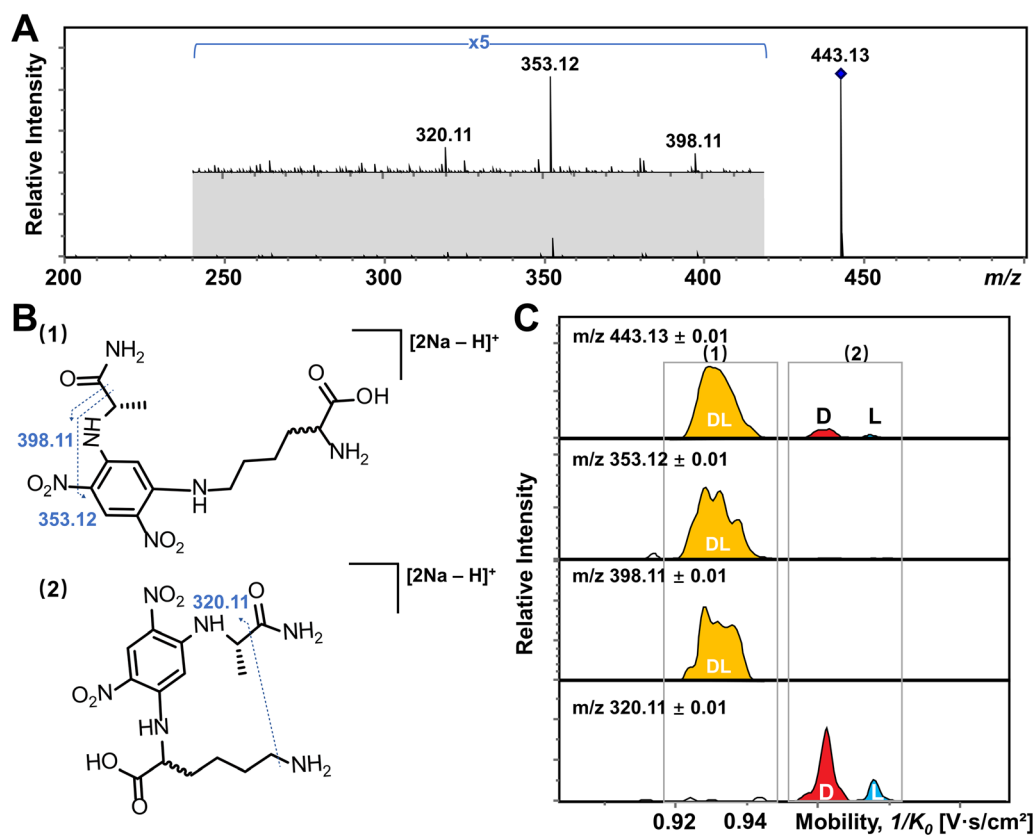 A
x5
443.13
353.12
320.11
398.11
Relative Intensity
200
250
300
350
400
450
m/z
B
(1)
[2Na – H]⁺
NH₂
O
OH
O
NH
398.11
NH₂
O₂N
N
H
353.12
NO₂
(2)
[2Na – H]⁺
NO₂
320.11
O
NH
NH₂
NO₂
HN
HO
NH₂
O
C
m/z 443.13 ± 0.01
(1)
(2)
DL
D
L
m/z 353.12 ± 0.01
DL
m/z 398.11 ± 0.01
DL
m/z 320.11 ± 0.01
D
L
Relative Intensity
0.92
0.94
Mobility, 1/K₀ [V·s/cm²]